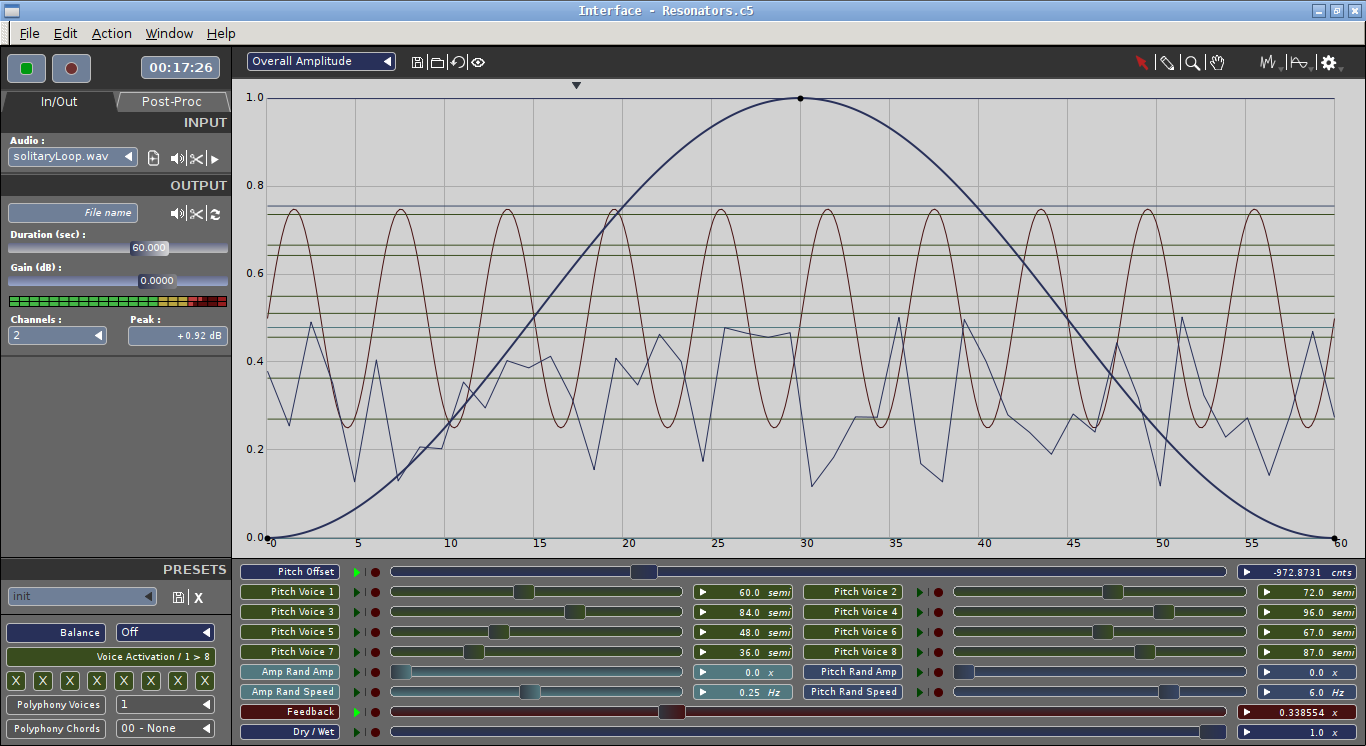 Interface - Resonators.c5
File Edit Action Window Help
00:17:26
Overall Amplitude
In/Out Post-Proc
INPUT
Audio :
solitaryLoop.wav
OUTPUT
File name
Duration (sec) :
60.000
Gain (dB) :
0.0000
Channels : Peak :
2 +0.92 dB
1.0
0.8
0.6
0.4
0.2
0.0
0 5 10 15 20 25 30 35 40 45 50 55 60
PRESETS
init X
Balance Off
Voice Activation / 1 > 8
X X X X X X X X
Polyphony Voices 1
Polyphony Chords 00 - None
Pitch Offset -972.8731 cnts
Pitch Voice 1 60.0 semi Pitch Voice 2 72.0 semi
Pitch Voice 3 84.0 semi Pitch Voice 4 96.0 semi
Pitch Voice 5 48.0 semi Pitch Voice 6 67.0 semi
Pitch Voice 7 36.0 semi Pitch Voice 8 87.0 semi
Amp Rand Amp 0.0 x Pitch Rand Amp 0.0 x
Amp Rand Speed 0.25 Hz Pitch Rand Speed 6.0 Hz
Feedback 0.338554 x
Dry / Wet 1.0 x